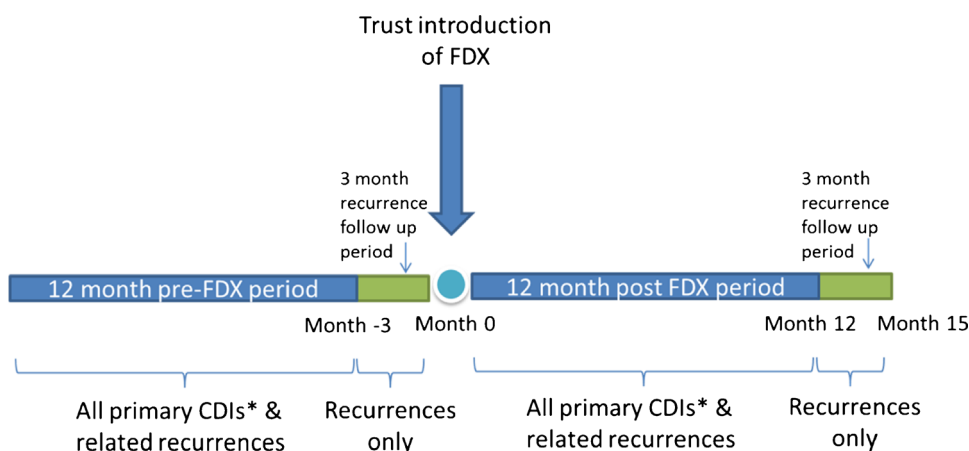 Trust introduction
of FDX
3 month
recurrence
follow up
period
3 month
recurrence
follow up
period
12 month pre-FDX period
12 month post FDX period
Month -3
Month 0
Month 12
Month 15
All primary CDIs* &
related recurrences
Recurrences
only
All primary CDIs* &
related recurrences
Recurrences
only